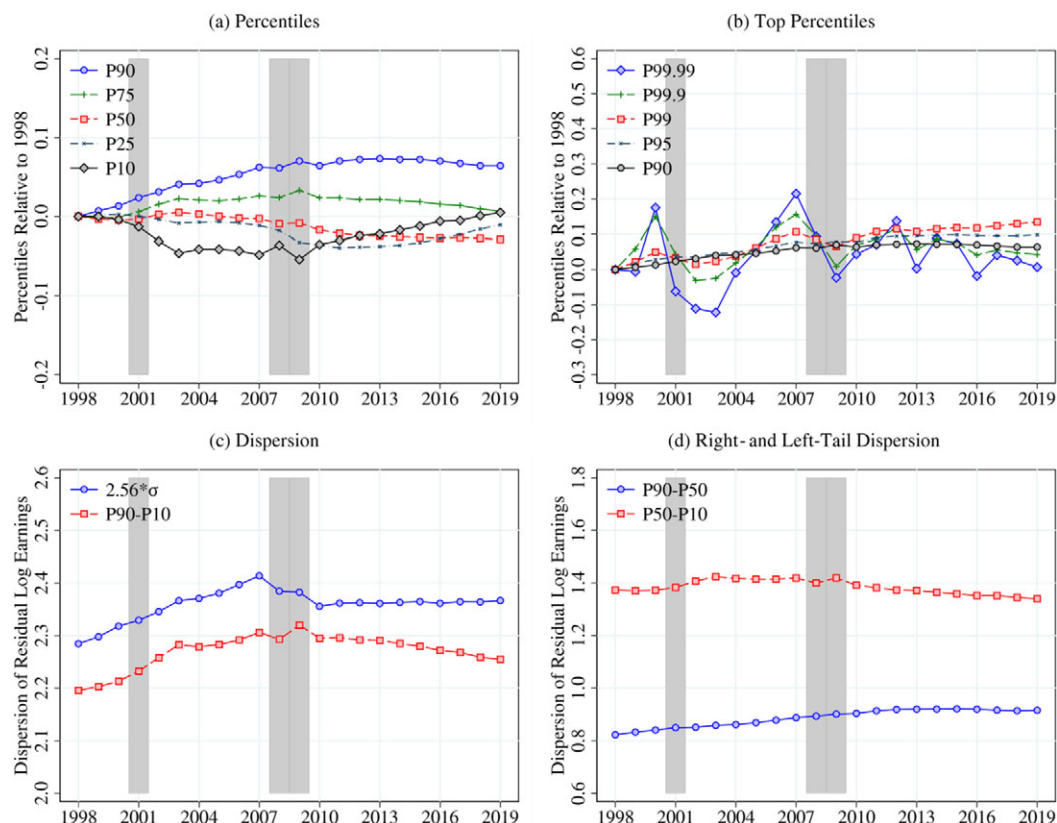 (a) Percentiles
Percentiles Relative to 1998
0.2
0.1
0.0
-0.1
-0.2
P90
P75
P50
P25
P10
1998 2001 2004 2007 2010 2013 2016 2019
(b) Top Percentiles
Percentiles Relative to 1998
0.6
0.5
0.4
0.3
0.2
0.1
0.0
-0.1
-0.2
-0.3
P99.99
P99.9
P99
P95
P90
1998 2001 2004 2007 2010 2013 2016 2019
(c) Dispersion
Dispersion of Residual Log Earnings
2.6
2.5
2.4
2.3
2.2
2.1
2.0
2.56*σ
P90-P10
1998 2001 2004 2007 2010 2013 2016 2019
(d) Right- and Left-Tail Dispersion
Dispersion of Residual Log Earnings
1.8
1.6
1.4
1.2
1.0
0.8
0.6
P90-P50
P50-P10
1998 2001 2004 2007 2010 2013 2016 2019